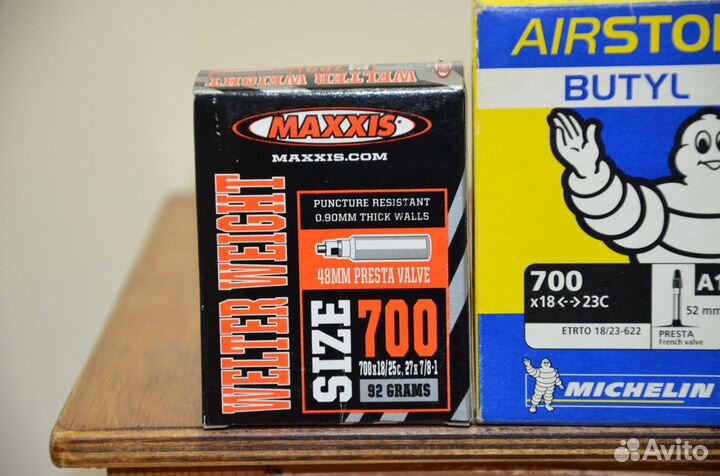 WELTER WEIGHT
MAXXIS
MAXXIS.COM
WELTER WEIGHT
PUNCTURE RESISTANT
0.90MM THICK WALLS
48MM PRESTA VALVE
SIZE
700
700x18/25c, 27x 7/8-1
92 GRAMS
AIRSTO
BUTYL
700
x18<-->23C
ETRTO 18/23-622
A1
52 mm
PRESTA
French valve
MICHELIN
Avito